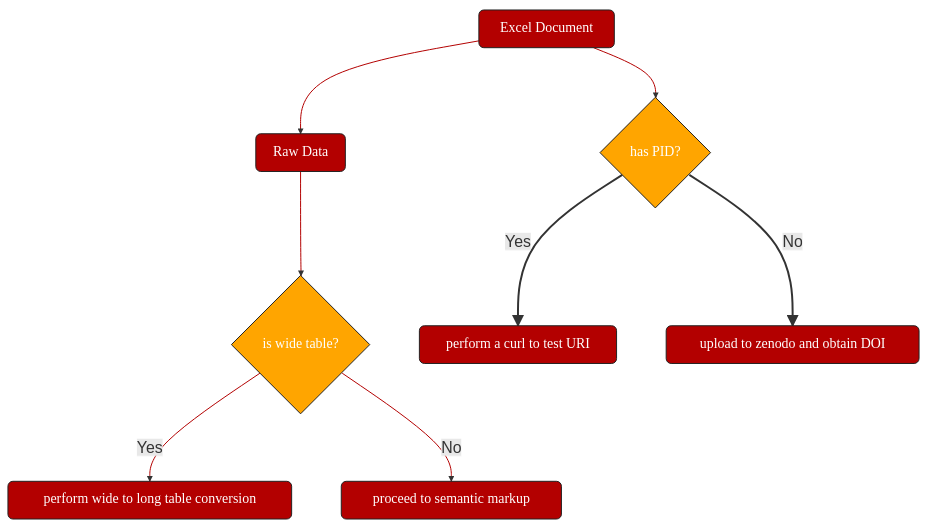 Excel Document
Raw Data
has PID?
Yes
No
is wide table?
perform a curl to test URI
upload to zenodo and obtain DOI
Yes
No
perform wide to long table conversion
proceed to semantic markup